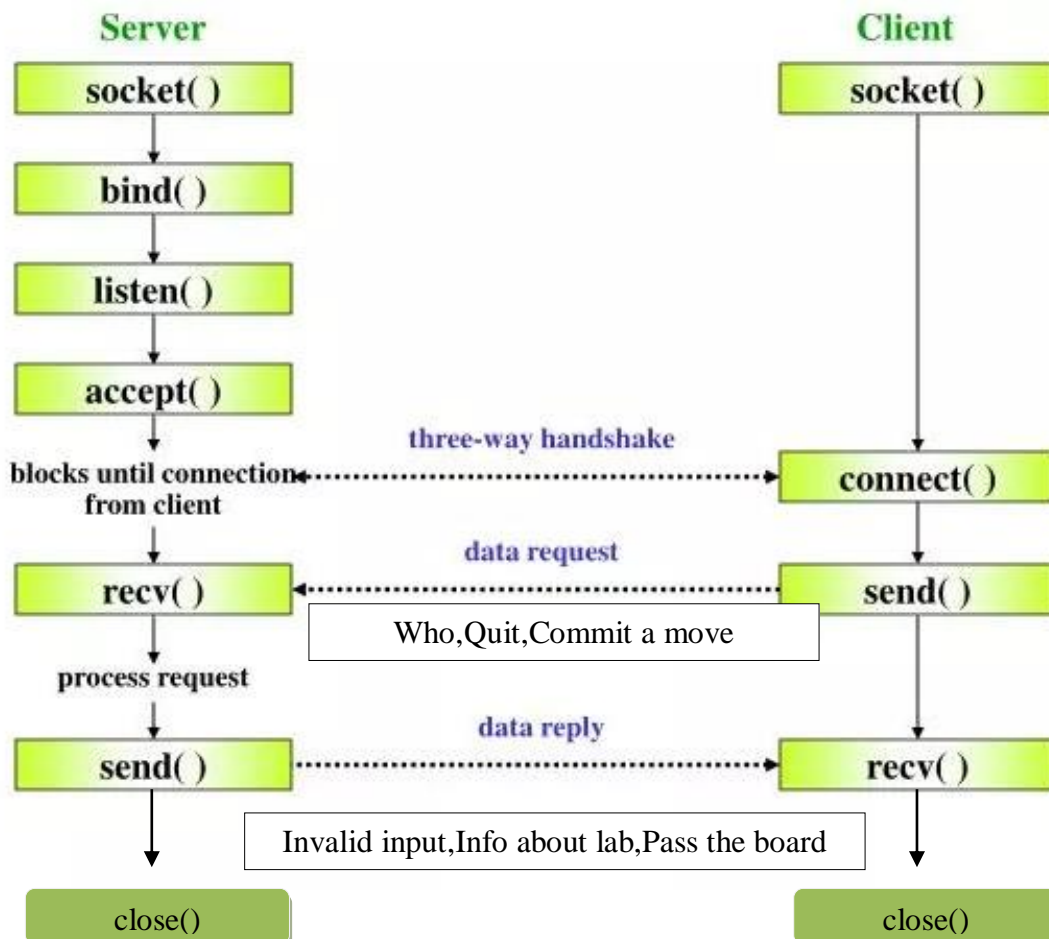 Server
Client
socket( )
socket( )
bind( )
listen( )
accept( )
three-way handshake
blocks until connection
from client
connect( )
data request
recv( )
send( )
Who,Quit,Commit a move
process request
data reply
send( )
recv( )
Invalid input,Info about lab,Pass the board
close()
close()